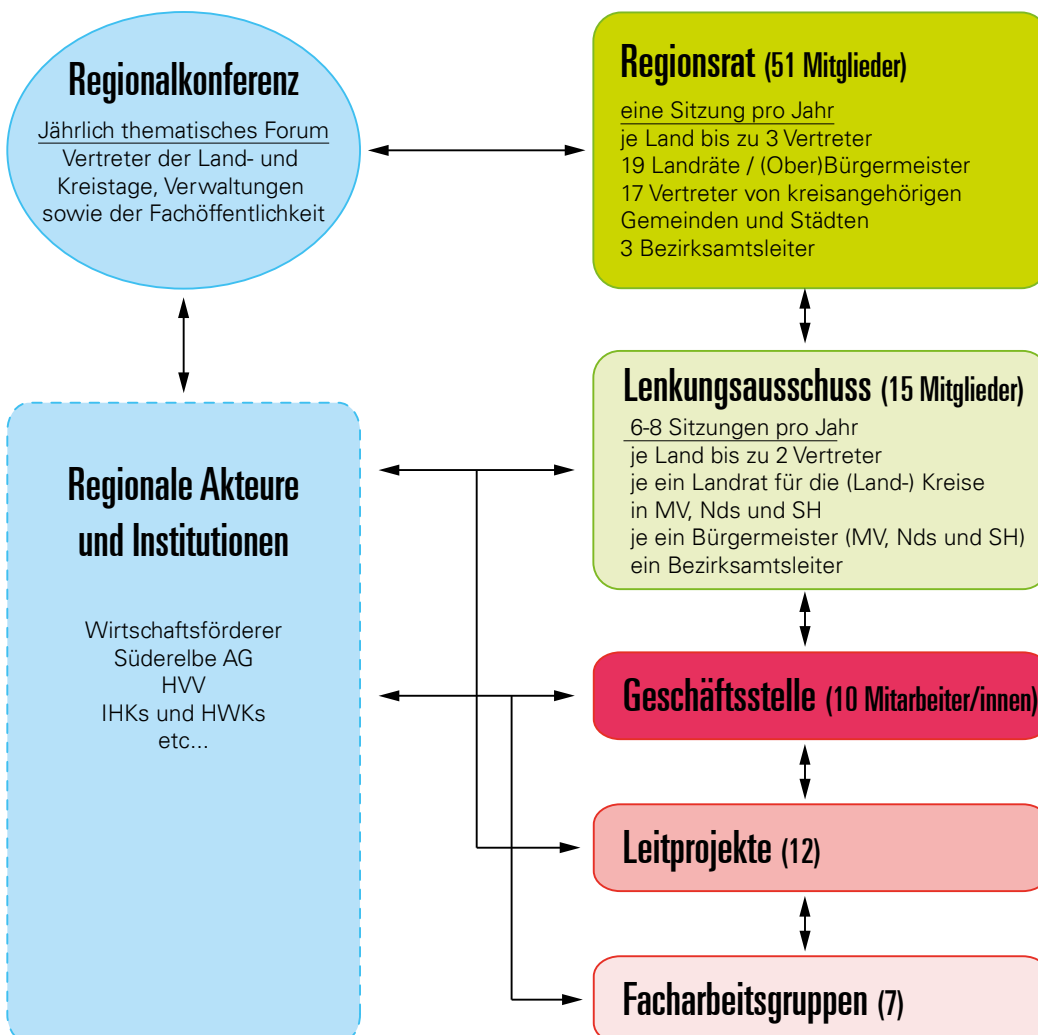 Regionalkonferenz
Jährlich thematisches Forum
Vertreter der Land- und
Kreistage, Verwaltungen
sowie der Fachöffentlichkeit
Regionsrat (51 Mitglieder)
eine Sitzung pro Jahr
je Land bis zu 3 Vertreter
19 Landräte / (Ober)Bürgermeister
17 Vertreter von kreisangehörigen
Gemeinden und Städten
3 Bezirksamtsleiter
Lenkungsausschuss (15 Mitglieder)
6-8 Sitzungen pro Jahr
je Land bis zu 2 Vertreter
je ein Landrat für die (Land-) Kreise
in MV, Nds und SH
je ein Bürgermeister (MV, Nds und SH)
ein Bezirksamtsleiter
Regionale Akteure
und Institutionen
Wirtschaftsförderer
Süderelbe AG
HVV
IHKs und HWKs
etc...
Geschäftsstelle (10 Mitarbeiter/innen)
Leitprojekte (12)
Facharbeitsgruppen (7)